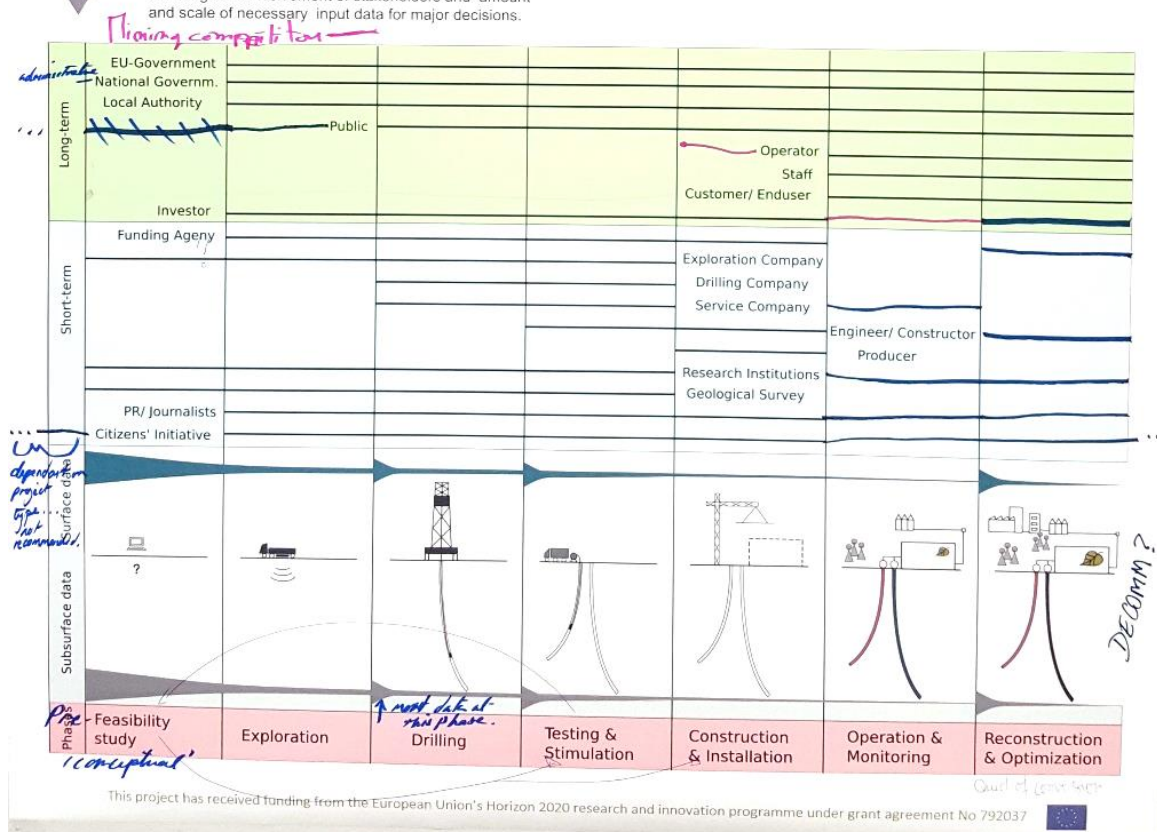 and scale of necessary input data for major decisions.
Mining competitor
administrative
EU-Government
National Governm.
Local Authority
...
Public
Operator
Staff
Customer/ Enduser
Investor
Long-term
Funding Ageny
Exploration Company
Drilling Company
Service Company
Engineer/ Constructor
Producer
Research Institutions
Geological Survey
PR/ Journalists
Citizens' Initiative
Short-term
dependant on
project
type...
not
recommended.
Surface data
?
Subsurface data
DECOMM?
Phases
Pre-
Feasibility
study
"conceptual"
Exploration
↑ most data at
this phase.
Drilling
Testing &
Stimulation
Construction
& Installation
Operation &
Monitoring
Reconstruction
& Optimization
This project has received funding from the European Union's Horizon 2020 research and innovation programme under grant agreement No 792037